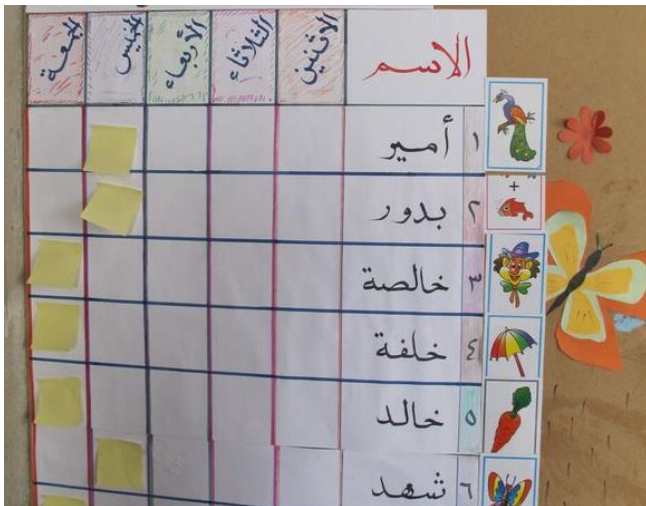 الاسم الاثنين الثلاثاء الأربعاء الخميس الجمعة
١ أمير
+
٢ بدور
٣ خالصة
٤ خلفة
٥ خالد
٦ شهد